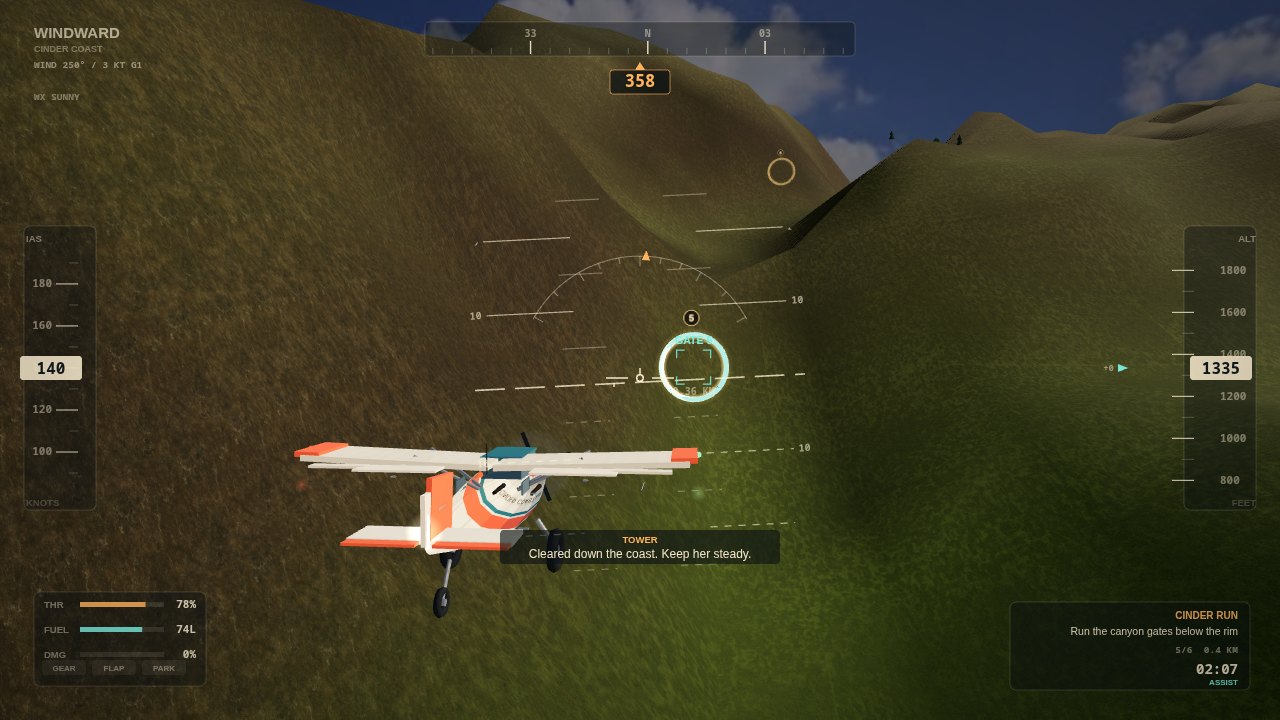 WINDWARD
CINDER COAST
WIND 250° / 3 KT G1
WX SUNNY
33 N 03
358
IAS
180
160
140
120
100
KNOTS
ALT
1800
1600
1400
1335
1200
1000
800
FEET
+0
10 10
10
5
TOWER
Cleared down the coast. Keep her steady.
THR 78%
FUEL 74L
DMG 0%
GEAR FLAP PARK
CINDER RUN
Run the canyon gates below the rim
5/6 0.4 KM
02:07
ASSIST